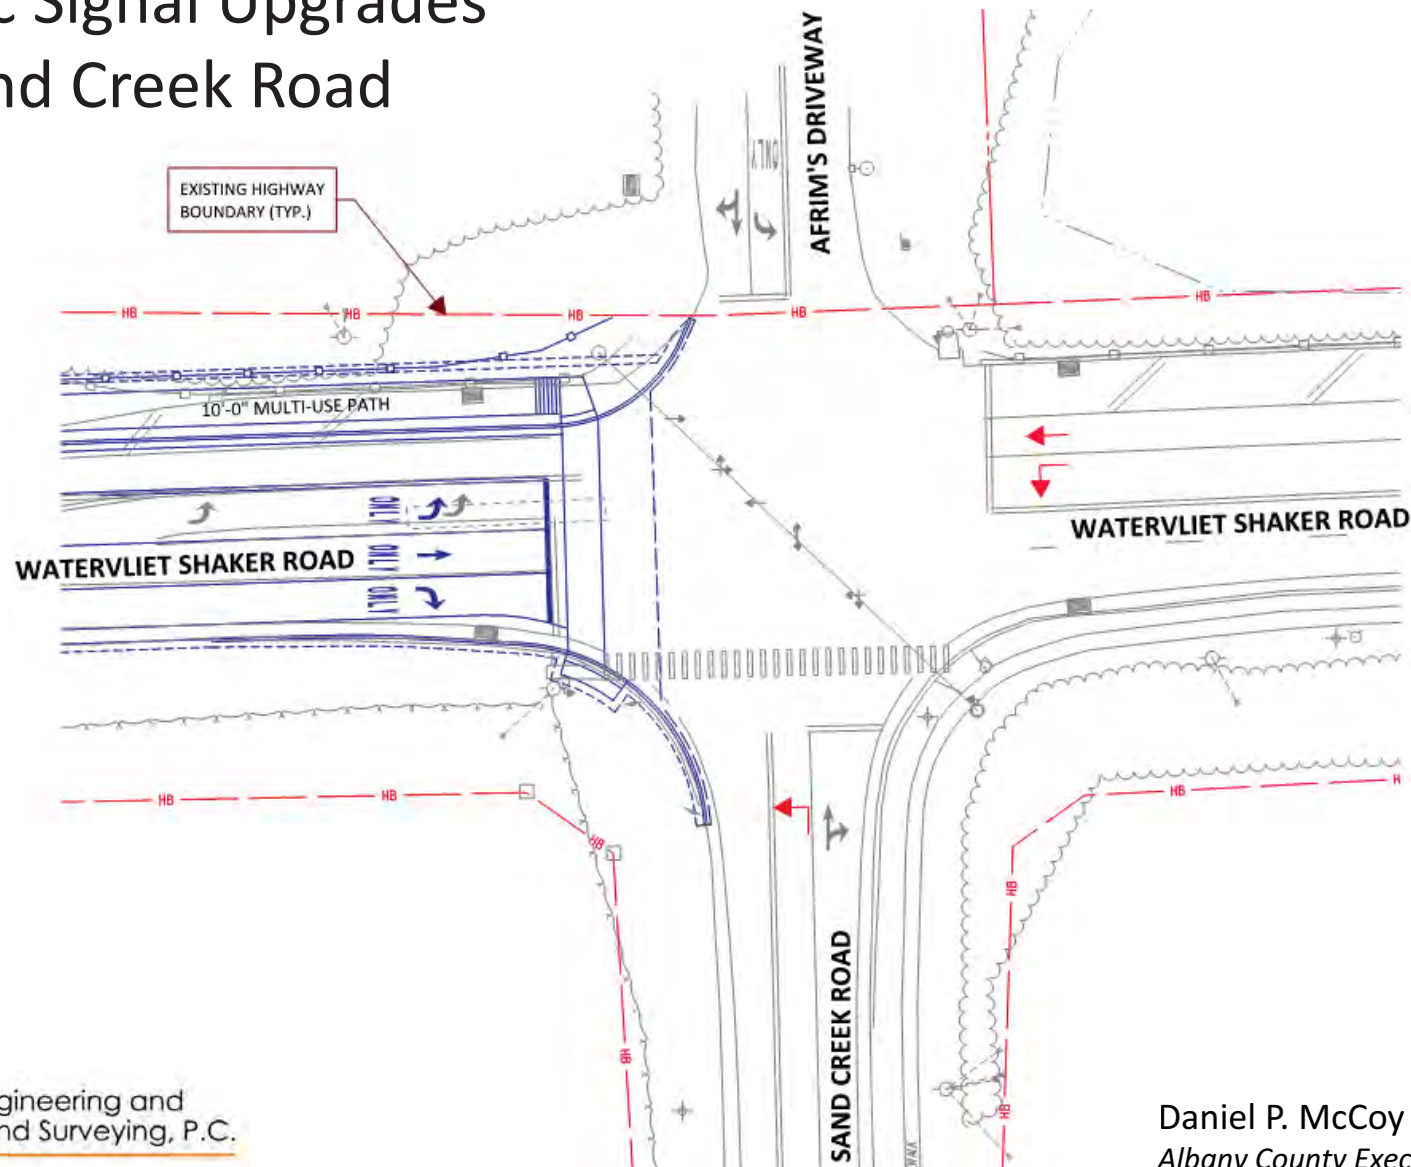 c Signal Upgrades
nd Creek Road
EXISTING HIGHWAY
BOUNDARY (TYP.)
ONLY
AFRIM'S DRIVEWAY
HB
HB
HB
HB
HB
10'-0" MULTI-USE PATH
ONLY
ONLY
ONLY
WATERVLIET SHAKER ROAD
WATERVLIET SHAKER ROAD
HB
HB
HB
HB
HB
H
HB
HB
HB
SAND CREEK ROAD
gineering and
nd Surveying, P.C.
Daniel P. McCoy
Albany County Exec